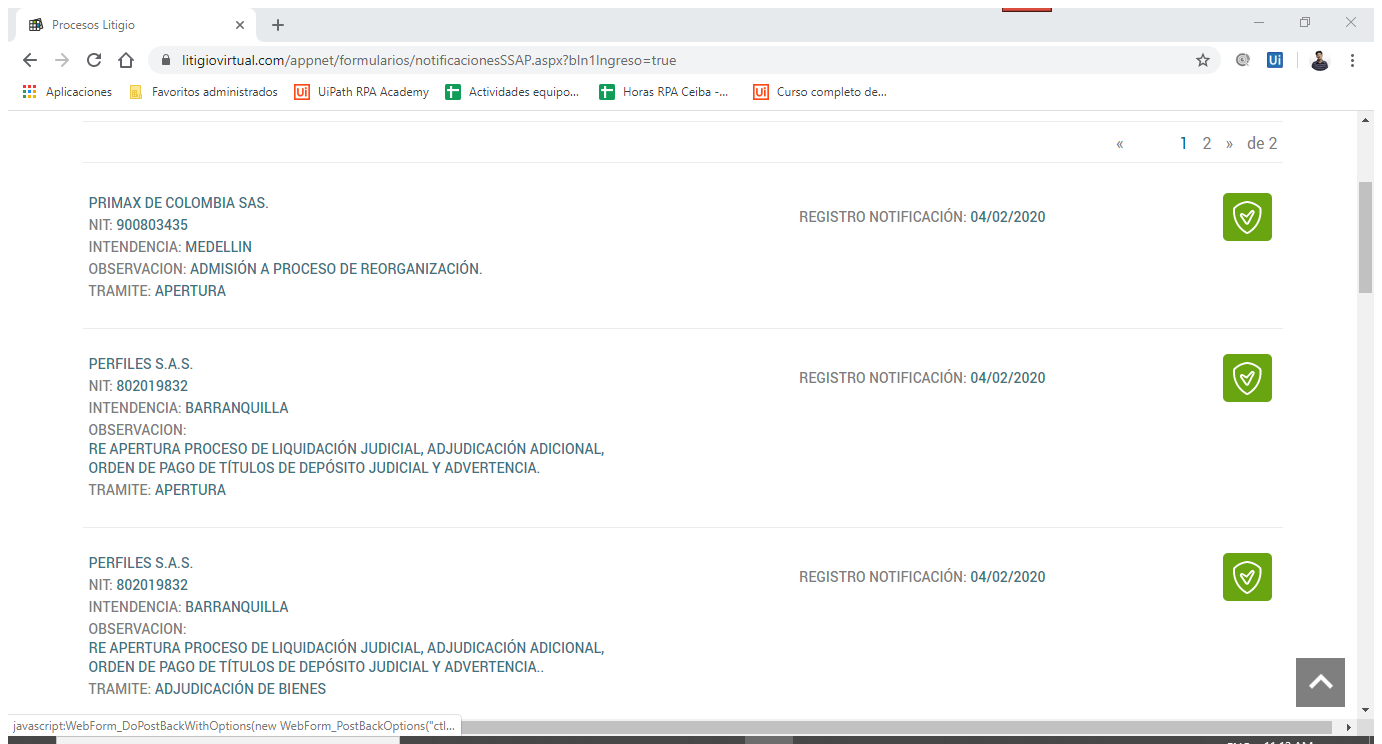 Procesos Litigio
litigiovirtual.com/appnet/formularios/notificacionesSSAP.aspx?bln1Ingreso=true
Ui
Aplicaciones
Favoritos administrados
Ui UiPath RPA Academy
Actividades equipo...
Horas RPA Ceiba -...
Ui Curso completo de...
« 1 2 » de 2
PRIMAX DE COLOMBIA SAS.
NIT: 900803435
INTENDENCIA: MEDELLIN
OBSERVACION: ADMISIÓN A PROCESO DE REORGANIZACIÓN.
TRAMITE: APERTURA
REGISTRO NOTIFICACIÓN: 04/02/2020
PERFILES S.A.S.
NIT: 802019832
INTENDENCIA: BARRANQUILLA
OBSERVACION:
RE APERTURA PROCESO DE LIQUIDACIÓN JUDICIAL, ADJUDICACIÓN ADICIONAL,
ORDEN DE PAGO DE TÍTULOS DE DEPÓSITO JUDICIAL Y ADVERTENCIA.
TRAMITE: APERTURA
REGISTRO NOTIFICACIÓN: 04/02/2020
PERFILES S.A.S.
NIT: 802019832
INTENDENCIA: BARRANQUILLA
OBSERVACION:
RE APERTURA PROCESO DE LIQUIDACIÓN JUDICIAL, ADJUDICACIÓN ADICIONAL,
ORDEN DE PAGO DE TÍTULOS DE DEPÓSITO JUDICIAL Y ADVERTENCIA..
TRAMITE: ADJUDICACIÓN DE BIENES
REGISTRO NOTIFICACIÓN: 04/02/2020
javascript:WebForm_DoPostBackWithOptions(new WebForm_PostBackOptions("ctl...